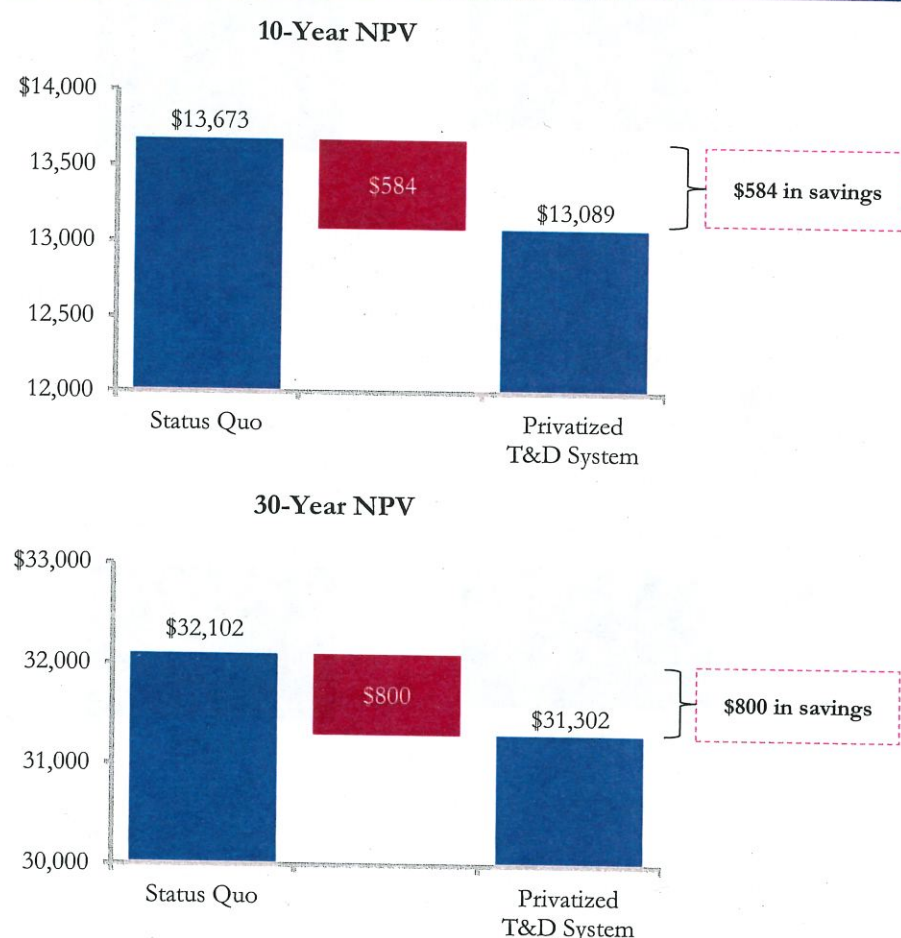 10-Year NPV
$14,000
$13,673
13,500
$584
$584 in savings
$13,089
13,000
12,500
12,000
Status Quo
Privatized
T&D System
30-Year NPV
$33,000
$32,102
32,000
$800
$800 in savings
$31,302
31,000
30,000
Status Quo
Privatized
T&D System